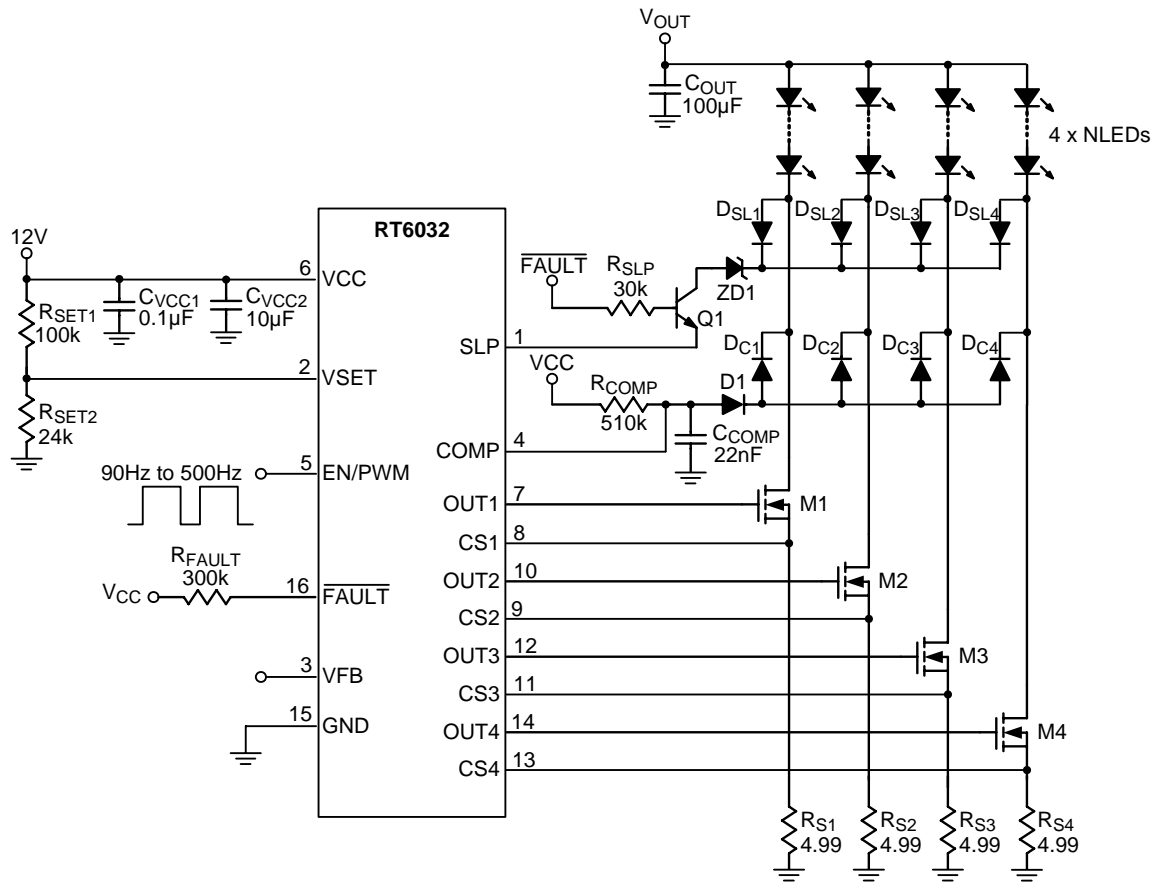 VOUT
COUT
100µF
4 x NLEDs
RT6032
DSL1
DSL2
DSL3
DSL4
12V
FAULT
RSLP
30k
ZD1
6
VCC
CVCC1
0.1µF
CVCC2
10µF
RSET1
100k
Q1
SLP
1
DC1
DC2
DC3
DC4
2
VSET
VCC
RCOMP
510k
D1
RSET2
24k
COMP
4
CCOMP
22nF
90Hz to 500Hz
5
EN/PWM
OUT1
7
M1
CS1
8
RFAULT
300k
OUT2
10
M2
VCC
16
FAULT
CS2
9
OUT3
12
M3
3
VFB
CS3
11
15
GND
OUT4
14
M4
CS4
13
RS1
4.99
RS2
4.99
RS3
4.99
RS4
4.99